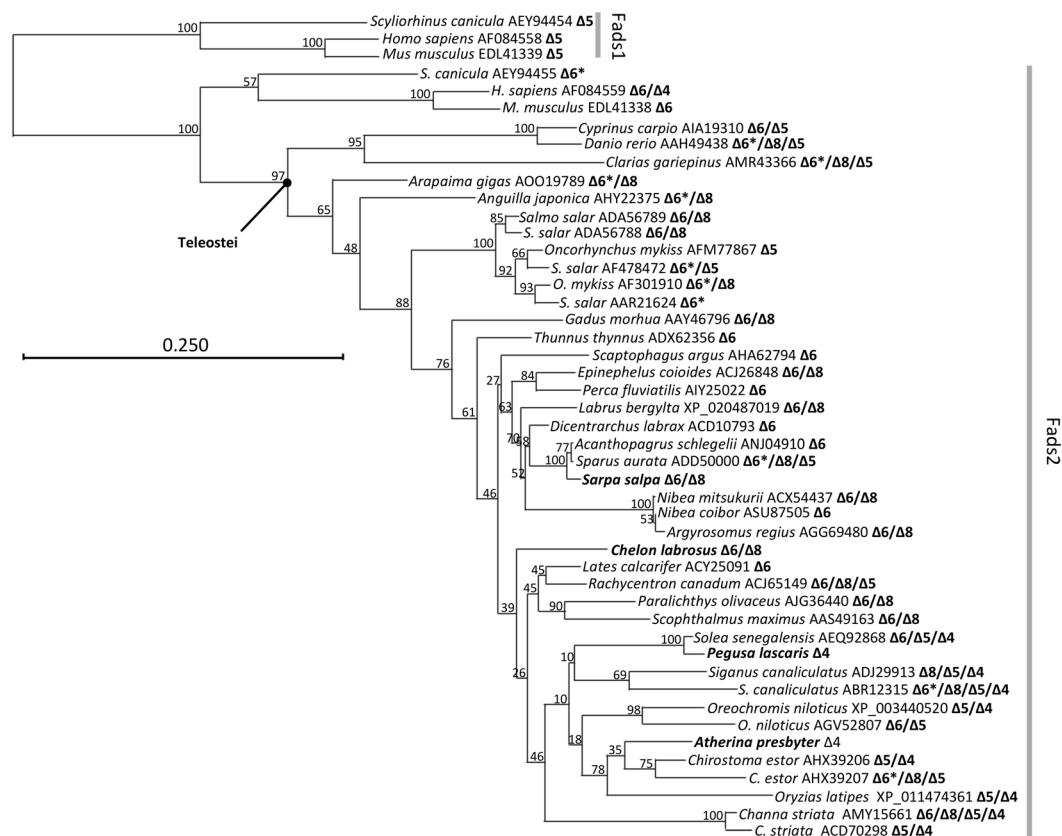 Scyliorhinus canicula AEY94454 Δ5
100
Homo sapiens AF084558 Δ5
100
Mus musculus EDL41339 Δ5
Fads1
S. canicula AEY94455 Δ6*
57
H. sapiens AF084559 Δ6/Δ4
100
M. musculus EDL41338 Δ6
100
Cyprinus carpio AIA19310 Δ6/Δ5
100
Danio rerio AAH49438 Δ6*/Δ8/Δ5
95
Clarias gariepinus AMR43366 Δ6*/Δ8/Δ5
97
Arapaima gigas AOO19789 Δ6*/Δ8
65
Anguilla japonica AHY22375 Δ6*/Δ8
Teleostei
48
Salmo salar ADA56789 Δ6/Δ8
85
S. salar ADA56788 Δ6/Δ8
100
Oncorhynchus mykiss AFM77867 Δ5
66
S. salar AF478472 Δ6*/Δ5
92
O. mykiss AF301910 Δ6*/Δ8
93
S. salar AAR21624 Δ6*
88
Gadus morhua AAY46796 Δ6/Δ8
0.250
76
Thunnus thynnus ADX62356 Δ6
61
Scaptophagus argus AHA62794 Δ6
27
Epinephelus coioides ACJ26848 Δ6/Δ8
84
Perca fluviatilis AIY25022 Δ6
63
Labrus bergylta XP_020487019 Δ6/Δ8
70
Dicentrarchus labrax ACD10793 Δ6
58
Acanthopagrus schlegelii ANJ04910 Δ6
77
Sparus aurata ADD50000 Δ6*/Δ8/Δ5
100
Sarpa salpa Δ6/Δ8
52
46
Nibea mitsukurii ACX54437 Δ6/Δ8
100
Nibea coibor ASU87505 Δ6
53
Argyrosomus regius AGG69480 Δ6/Δ8
Fads2
Chelon labrosus Δ6/Δ8
39
Lates calcarifer ACY25091 Δ6
45
Rachycentron canadum ACJ65149 Δ6/Δ8/Δ5
45
Paralichthys olivaceus AJG36440 Δ6/Δ8
90
Scophthalmus maximus AAS49163 Δ6/Δ8
26
Solea senegalensis AEQ92868 Δ6/Δ5/Δ4
100
Pegusa lascaris Δ4
10
Siganus canaliculatus ADJ29913 Δ8/Δ5/Δ4
69
S. canaliculatus ABR12315 Δ6*/Δ8/Δ5/Δ4
10
Oreochromis niloticus XP_003440520 Δ5/Δ4
98
O. niloticus AGV52807 Δ6/Δ5
18
Atherina presbyter Δ4
35
Chirostoma estor AHX39206 Δ5/Δ4
75
C. estor AHX39207 Δ6*/Δ8/Δ5
78
Oryzias latipes XP_011474361 Δ5/Δ4
46
Channa striata AMY15661 Δ6/Δ8/Δ5/Δ4
100
C. striata ACD70298 Δ5/Δ4